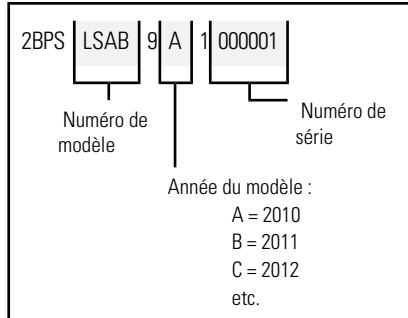 2BPS LSAB 9 A 1 000001
Numéro de
modèle
Numéro de
série
Année du modèle :
A = 2010
B = 2011
C = 2012
etc.